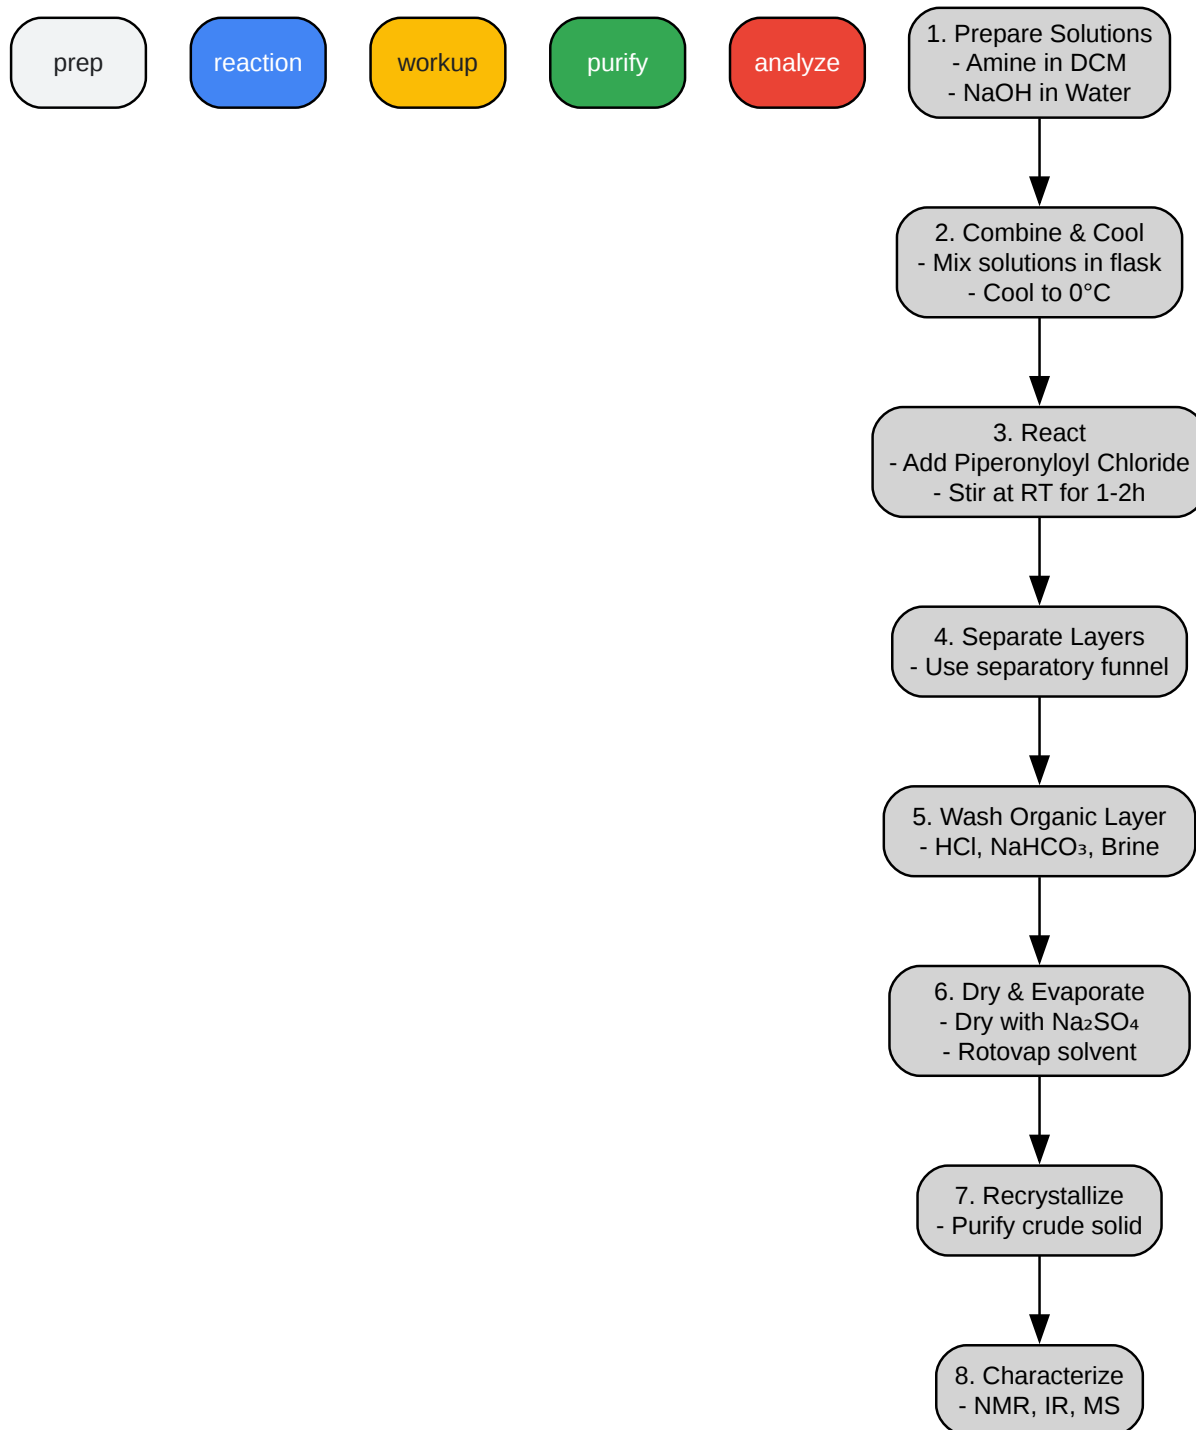 prep
reaction
workup
purify
analyze
1. Prepare Solutions
- Amine in DCM
- NaOH in Water
2. Combine & Cool
- Mix solutions in flask
- Cool to 0°C
3. React
- Add Piperonyloyl Chloride
- Stir at RT for 1-2h
4. Separate Layers
- Use separatory funnel
5. Wash Organic Layer
- HCl, NaHCO₃, Brine
6. Dry & Evaporate
- Dry with Na₂SO₄
- Rotovap solvent
7. Recrystallize
- Purify crude solid
8. Characterize
- NMR, IR, MS